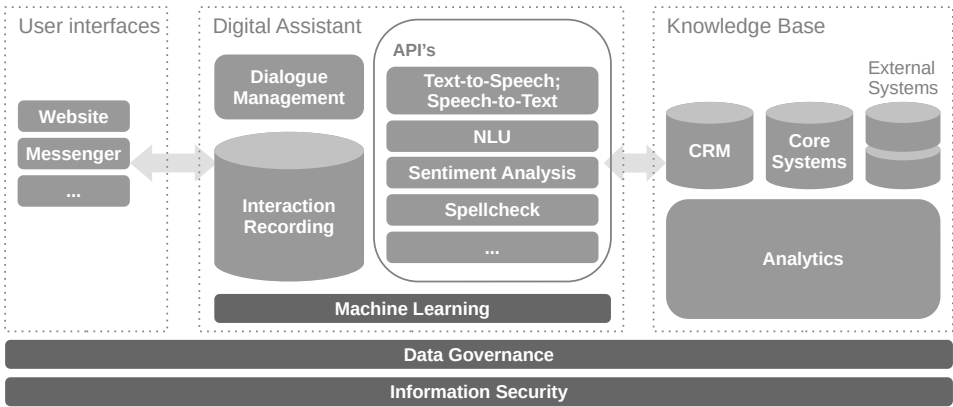 User interfaces
Website
Messenger
...
Digital Assistant
Dialogue
Management
Interaction
Recording
API's
Text-to-Speech;
Speech-to-Text
NLU
Sentiment Analysis
Spellcheck
...
Machine Learning
Knowledge Base
External
Systems
CRM
Core
Systems
Analytics
Data Governance
Information Security